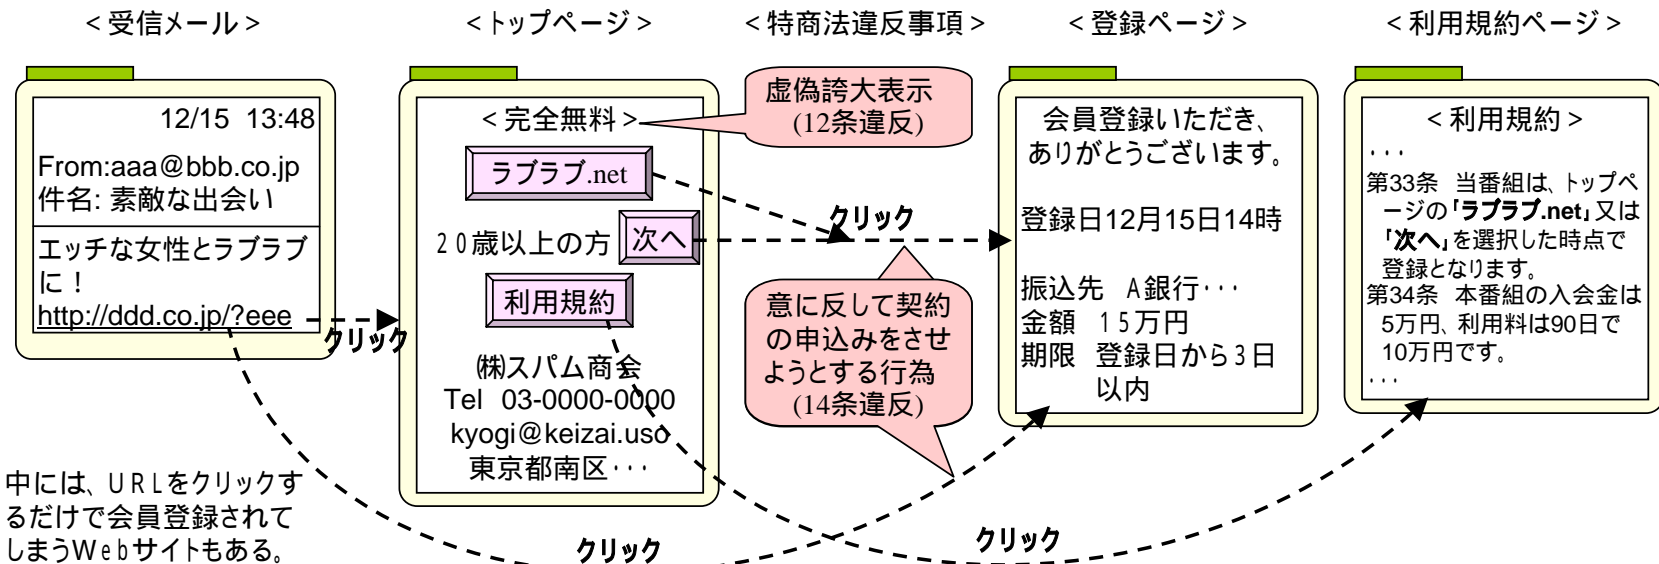 ＜受信メール＞
＜トップページ＞
＜特商法違反事項＞
＜登録ページ＞
＜利用規約ページ＞
12/15 13:48
From:aaa@bbb.co.jp
件名: 素敵な出会い
エッチな女性とラブラブ
に！
http://ddd.co.jp/?eee
クリック
中には、ＵＲＬをクリックす
るだけで会員登録されて
しまうＷｅｂサイトもある。
＜完全無料＞
ラブラブ.net
２０歳以上の方
次へ
利用規約
㈱スパム商会
Tel 03-0000-0000
kyogi@keizai.uso
東京都南区・・・
虚偽誇大表示
(12条違反)
クリック
意に反して契約
の申込みをさせ
ようとする行為
(14条違反)
クリック
会員登録いただき、
ありがとうございます。
登録日12月15日14時
振込先 Ａ銀行・・・
金額 １５万円
期限 登録日から３日
以内
クリック
＜利用規約＞
・・・
第33条 当番組は、トップペ
ージの「ラブラブ.net」又は
「次へ」を選択した時点で
登録となります。
第34条 本番組の入会金は
5万円、利用料は90日で
10万円です。
・・・